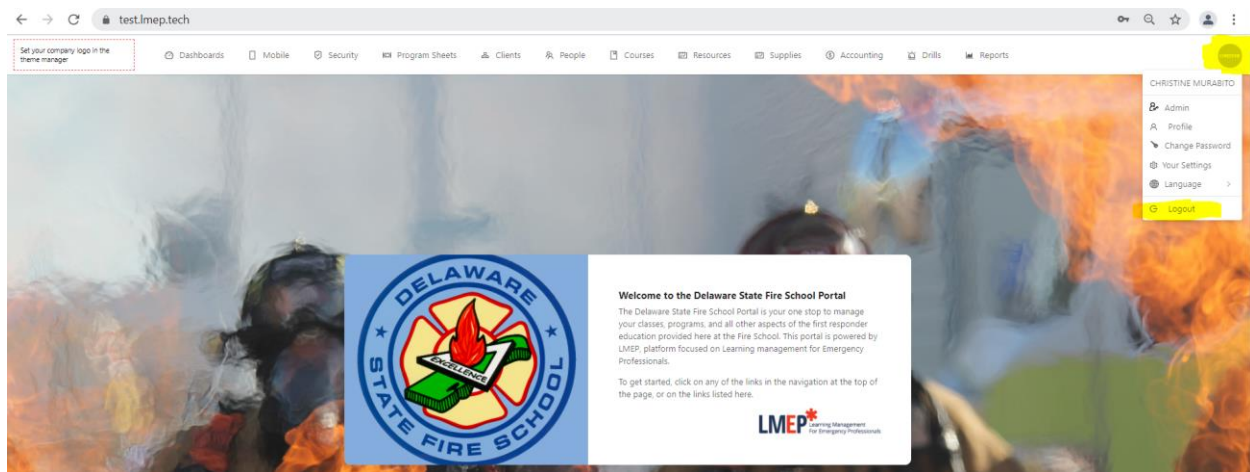 test.lmep.tech
Set your company logo in the
theme manager
Dashboards Mobile Security Program Sheets Clients People Courses Resources Supplies Accounting Drills Reports
CHRISTINE MURABITO
Admin
Profile
Change Password
Your Settings
Language
Logout
DELAWARE
STATE FIRE SCHOOL
EXCELLENCE
Welcome to the Delaware State Fire School Portal
The Delaware State Fire School Portal is your one stop to manage
your classes, programs, and all other aspects of the first responder
education provided here at the Fire School. This portal is powered by
LMEP, platform focused on Learning management for Emergency
Professionals.
To get started, click on any of the links in the navigation at the top of
the page, or on the links listed here.
LMEP*
Learning Management
For Emergency Professionals